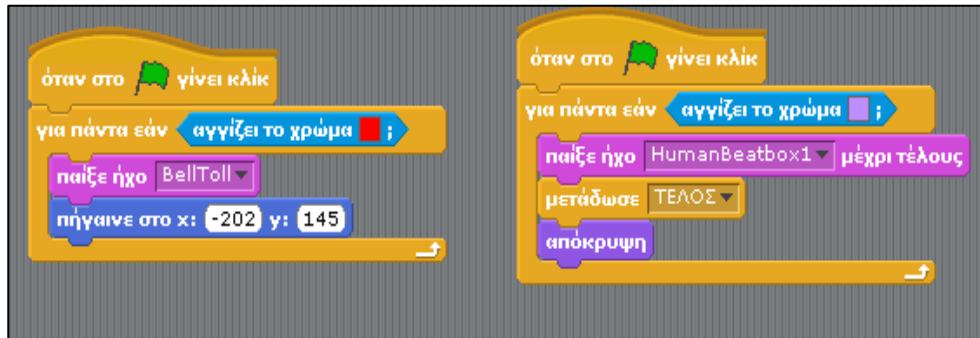 όταν στο γίνει κλίκ
για πάντα εάν αγγίζει το χρώμα ;
παίξε ήχο BellToll
πήγαινε στο x: -202 y: 145
όταν στο γίνει κλίκ
για πάντα εάν αγγίζει το χρώμα ;
παίξε ήχο HumanBeatbox1 μέχρι τέλους
μετάδωσε ΤΕΛΟΣ
απόκρυψη